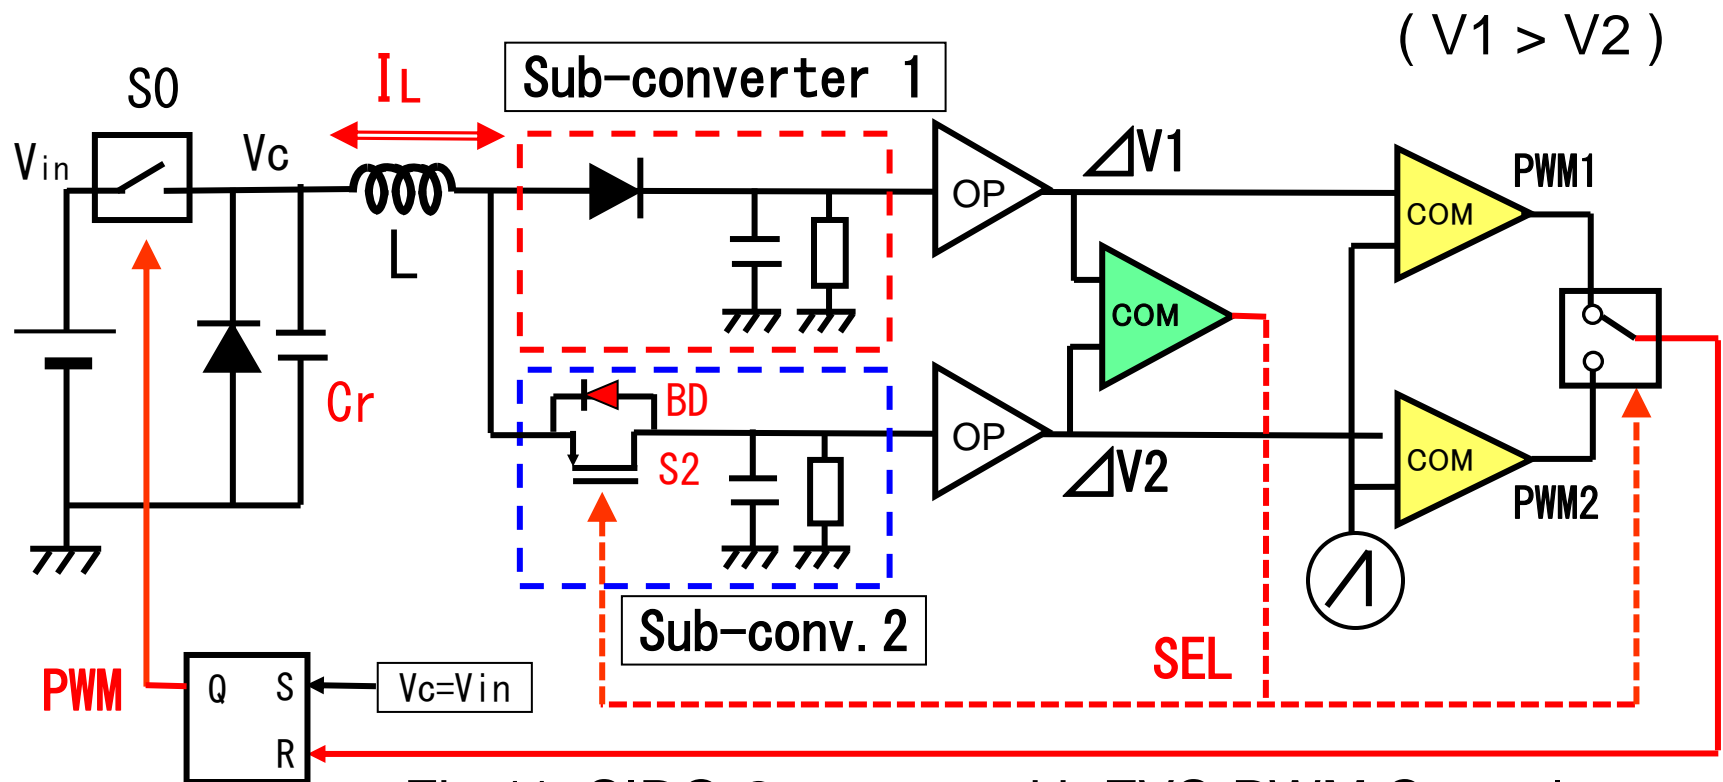 ( V1 > V2 )
Sub-converter 1
S0
IL
Vin
Vc
L
Cr
OP
⊿V1
COM
PWM1
COM
BD
S2
OP
⊿V2
COM
PWM2
Sub-conv.2
SEL
PWM
Q
S
R
Vc=Vin